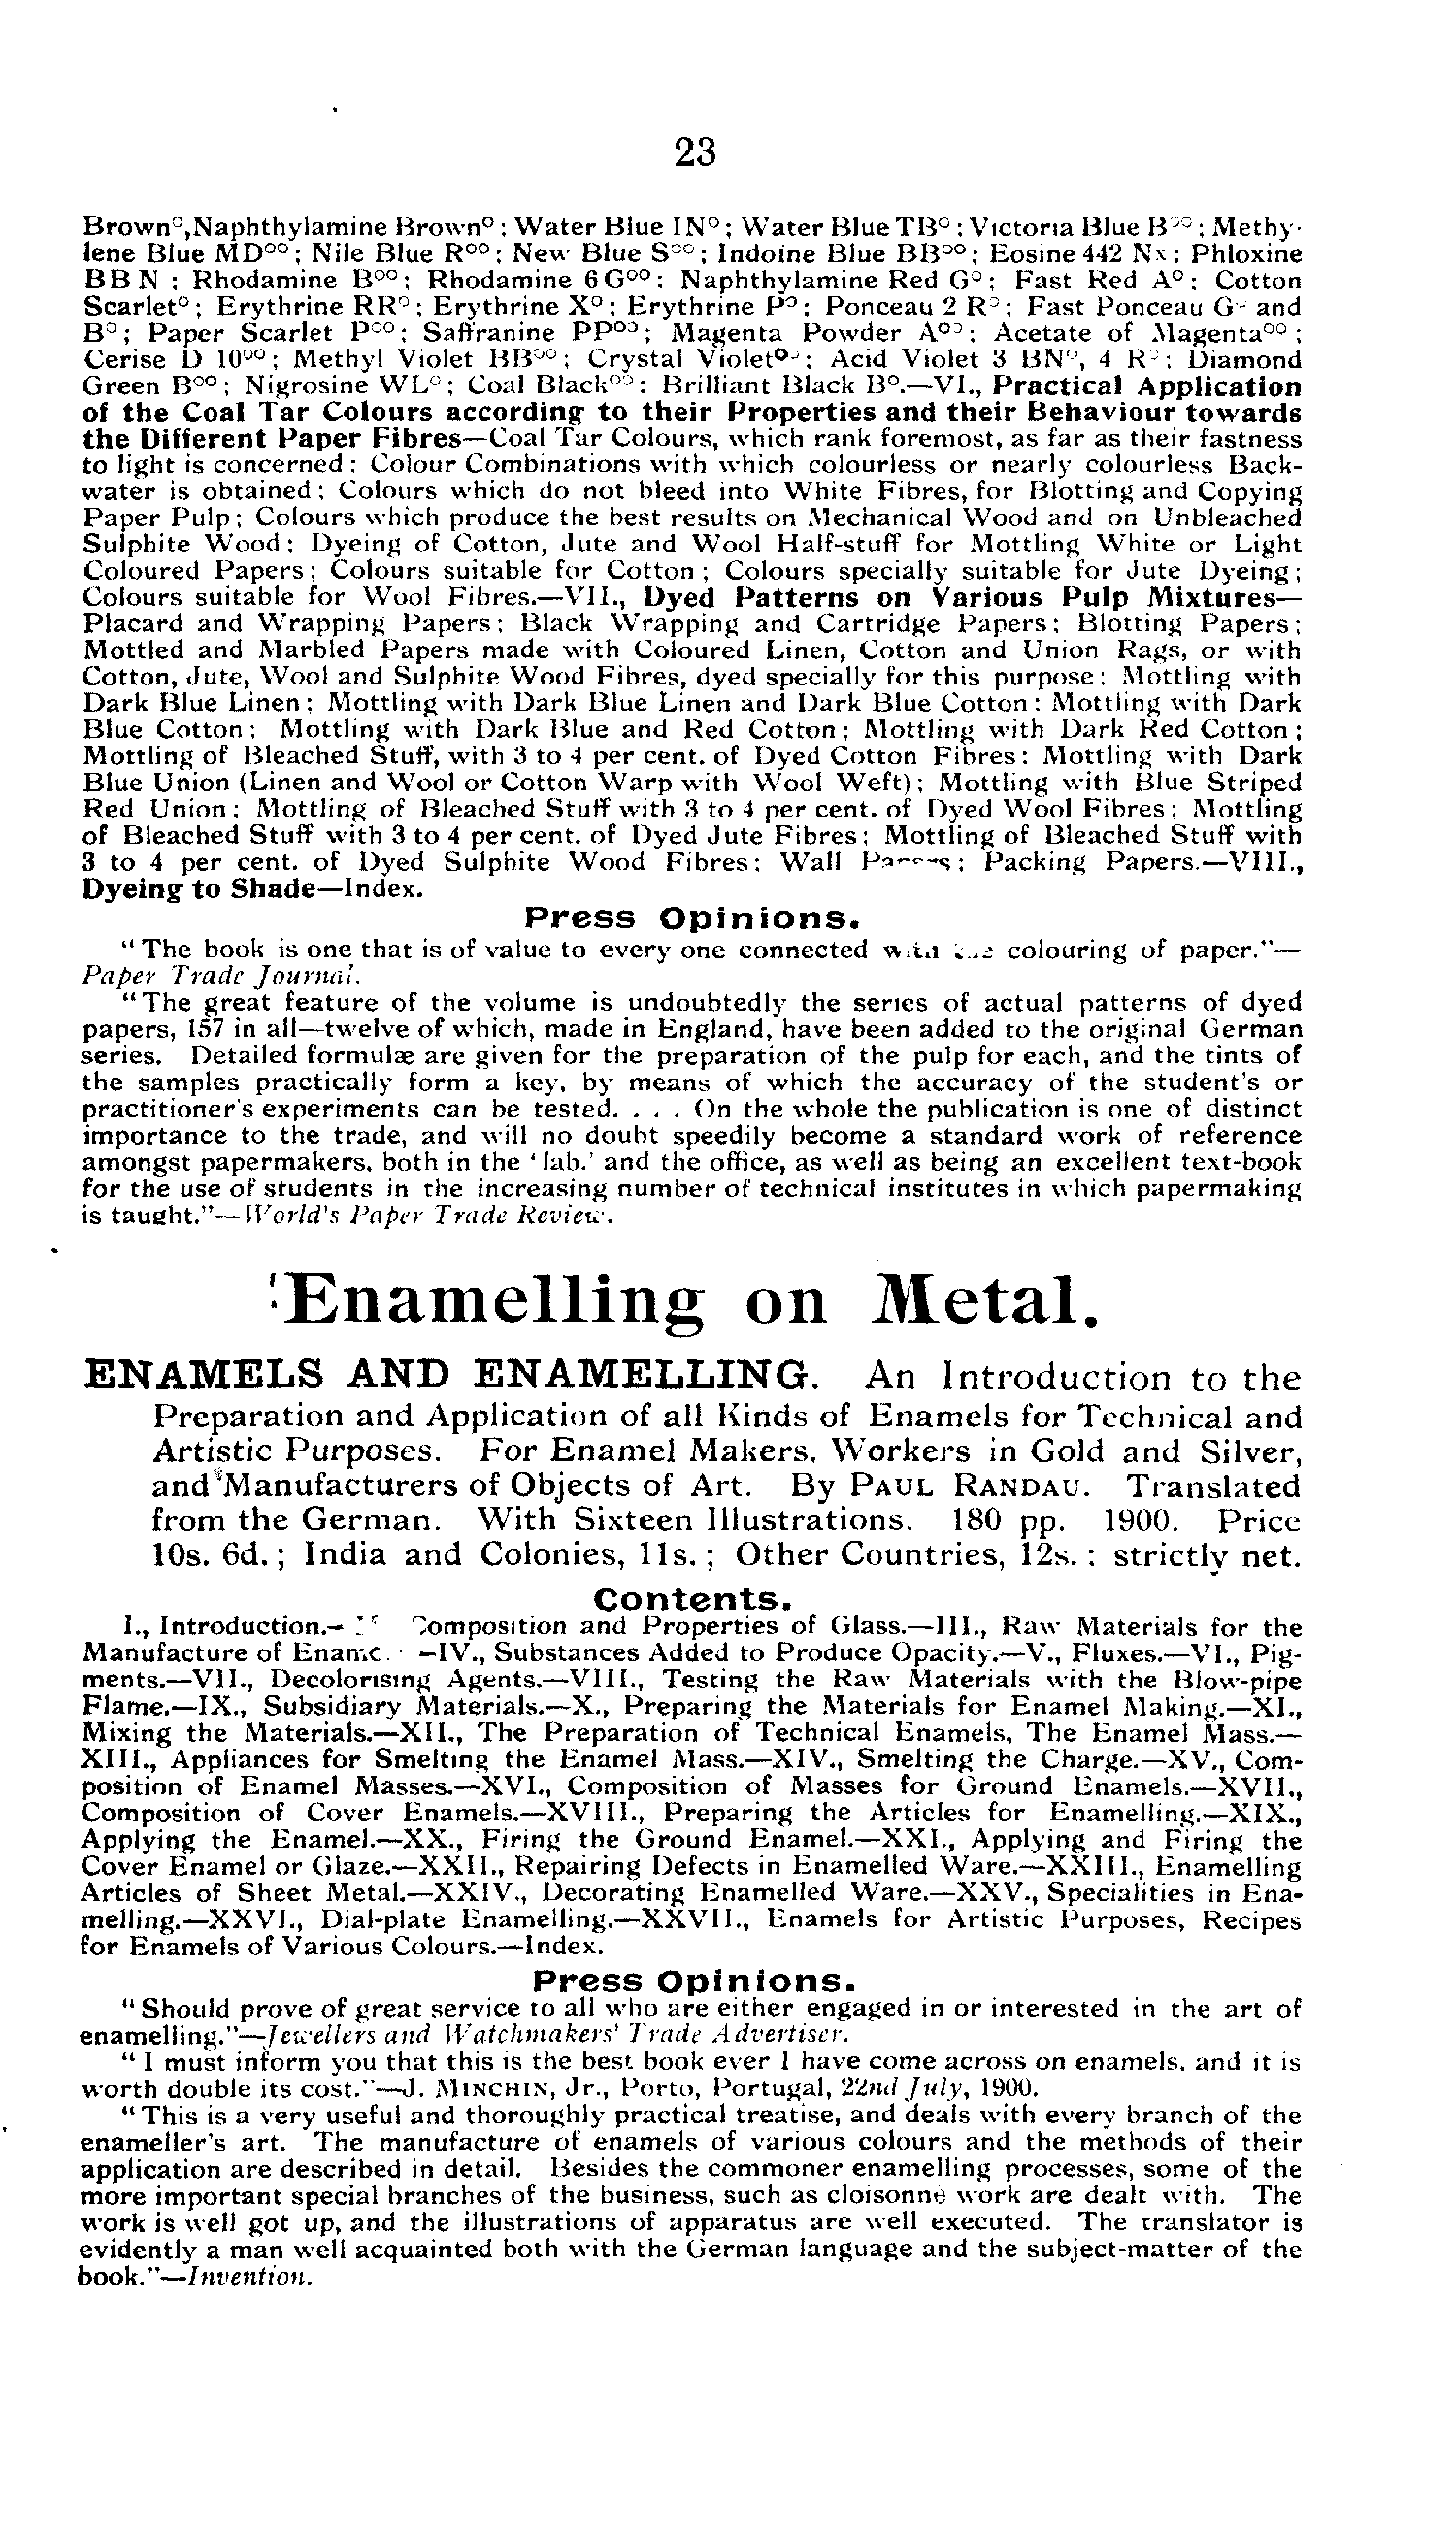 23
Brown°,Naphthylamine Brown°; Water Blue IN°; Water Blue TB°; Victoria Blue B°°; Methy-
lene Blue MD°°; Nile Blue R°°; New Blue S°°; Indoine Blue BB°°; Eosine 442 Nx; Phloxine
BBN; Rhodamine B°°; Rhodamine 6G°°; Naphthylamine Red G°; Fast Red A°; Cotton
Scarlet°; Erythrine RR°; Erythrine X°; Erythrine P°; Ponceau 2 R°; Fast Ponceau G° and
B°; Paper Scarlet P°°; Saffranine PP°°; Magenta Powder A°°; Acetate of Magenta°°;
Cerise D 10°°; Methyl Violet BB°°; Crystal Violet°°; Acid Violet 3 BN°, 4 R°; Diamond
Green B°°; Nigrosine WL°; Coal Black°°; Brilliant Black B°.—VI., Practical Application
of the Coal Tar Colours according to their Properties and their Behaviour towards
the Different Paper Fibres—Coal Tar Colours, which rank foremost, as far as their fastness
to light is concerned; Colour Combinations with which colourless or nearly colourless Back-
water is obtained; Colours which do not bleed into White Fibres, for Blotting and Copying
Paper Pulp; Colours which produce the best results on Mechanical Wood and on Unbleached
Sulphite Wood; Dyeing of Cotton, Jute and Wool Half-stuff for Mottling White or Light
Coloured Papers; Colours suitable for Cotton; Colours specially suitable for Jute Dyeing;
Colours suitable for Wool Fibres.—VII., Dyed Patterns on Various Pulp Mixtures—
Placard and Wrapping Papers; Black Wrapping and Cartridge Papers; Blotting Papers;
Mottled and Marbled Papers made with Coloured Linen, Cotton and Union Rags, or with
Cotton, Jute, Wool and Sulphite Wood Fibres, dyed specially for this purpose; Mottling with
Dark Blue Linen; Mottling with Dark Blue Linen and Dark Blue Cotton; Mottling with Dark
Blue Cotton; Mottling with Dark Blue and Red Cotton; Mottling with Dark Red Cotton;
Mottling of Bleached Stuff, with 3 to 4 per cent. of Dyed Cotton Fibres; Mottling with Dark
Blue Union (Linen and Wool or Cotton Warp with Wool Weft); Mottling with Blue Striped
Red Union; Mottling of Bleached Stuff with 3 to 4 per cent. of Dyed Wool Fibres; Mottling
of Bleached Stuff with 3 to 4 per cent. of Dyed Jute Fibres; Mottling of Bleached Stuff with
3 to 4 per cent. of Dyed Sulphite Wood Fibres; Wall Packing Papers.—VIII.,
Dyeing to Shade—Index.
Press Opinions.
"The book is one that is of value to every one connected colouring of paper."—
Paper Trade Journal.
"The great feature of the volume is undoubtedly the series of actual patterns of dyed
papers, 157 in all—twelve of which, made in England, have been added to the original German
series. Detailed formulæ are given for the preparation of the pulp for each, and the tints of
the samples practically form a key, by means of which the accuracy of the student's or
practitioner's experiments can be tested. . . . On the whole the publication is one of distinct
importance to the trade, and will no doubt speedily become a standard work of reference
amongst papermakers, both in the 'lab.' and the office, as well as being an excellent text-book
for the use of students in the increasing number of technical institutes in which papermaking
is taught."—World's Paper Trade Review.
Enamelling on Metal.
ENAMELS AND ENAMELLING. An Introduction to the
Preparation and Application of all Kinds of Enamels for Technical and
Artistic Purposes. For Enamel Makers, Workers in Gold and Silver,
and Manufacturers of Objects of Art. By PAUL RANDAU. Translated
from the German. With Sixteen Illustrations. 180 pp. 1900. Price
10s. 6d.; India and Colonies, 11s.; Other Countries, 12s.; strictly net.
Contents.
I., Introduction.— Composition and Properties of Glass.—III., Raw Materials for the
Manufacture of —IV., Substances Added to Produce Opacity.—V., Fluxes.—VI., Pig-
ments.—VII., Decolorising Agents.—VIII., Testing the Raw Materials with the Blow-pipe
Flame.—IX., Subsidiary Materials.—X., Preparing the Materials for Enamel Making.—XI.,
Mixing the Materials.—XII., The Preparation of Technical Enamels, The Enamel Mass.—
XIII., Appliances for Smelting the Enamel Mass.—XIV., Smelting the Charge.—XV., Com-
position of Enamel Masses.—XVI., Composition of Masses for Ground Enamels.—XVII.,
Composition of Cover Enamels.—XVIII., Preparing the Articles for Enamelling.—XIX.,
Applying the Enamel.—XX., Firing the Ground Enamel.—XXI., Applying and Firing the
Cover Enamel or Glaze.—XXII., Repairing Defects in Enamelled Ware.—XXIII., Enamelling
Articles of Sheet Metal.—XXIV., Decorating Enamelled Ware.—XXV., Specialities in Ena-
melling.—XXVI., Dial-plate Enamelling.—XXVII., Enamels for Artistic Purposes, Recipes
for Enamels of Various Colours.—Index.
Press Opinions.
"Should prove of great service to all who are either engaged in or interested in the art of
enamelling."—Jewellers and Watchmakers' Trade Advertiser.
"I must inform you that this is the best book ever I have come across on enamels, and it is
worth double its cost."—J. MINCHIN, Jr., Porto, Portugal, 22nd July, 1900.
"This is a very useful and thoroughly practical treatise, and deals with every branch of the
enameller's art. The manufacture of enamels of various colours and the methods of their
application are described in detail. Besides the commoner enamelling processes, some of the
more important special branches of the business, such as cloisonné work are dealt with. The
work is well got up, and the illustrations of apparatus are well executed. The translator is
evidently a man well acquainted both with the German language and the subject-matter of the
book."—Invention.